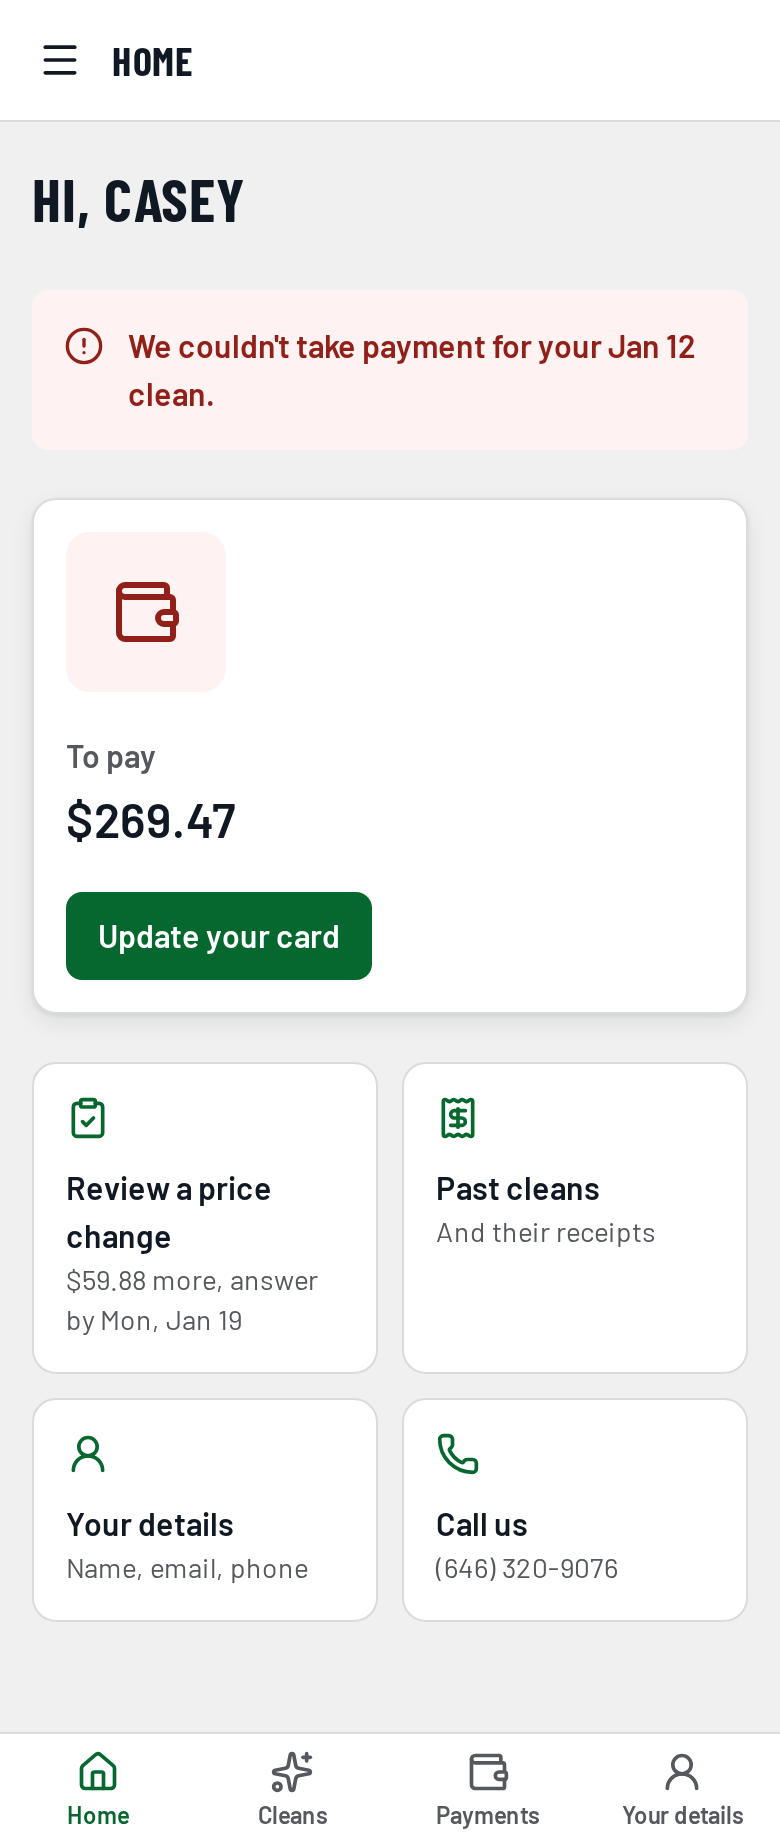 HOME
HI, CASEY
We couldn't take payment for your Jan 12
clean.
To pay
$269.47
Update your card
Review a price
change
$59.88 more, answer
by Mon, Jan 19
Past cleans
And their receipts
Your details
Name, email, phone
Call us
(646) 320-9076
Home
Cleans
Payments
Your details